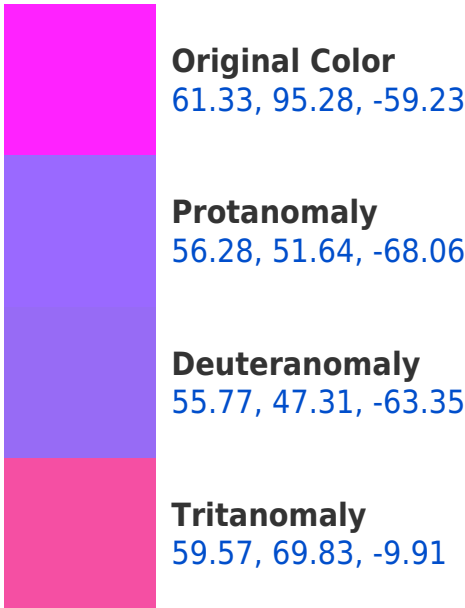 Original Color
61.33, 95.28, -59.23
Protanomaly
56.28, 51.64, -68.06
Deuteranomaly
55.77, 47.31, -63.35
Tritanomaly
59.57, 69.83, -9.91